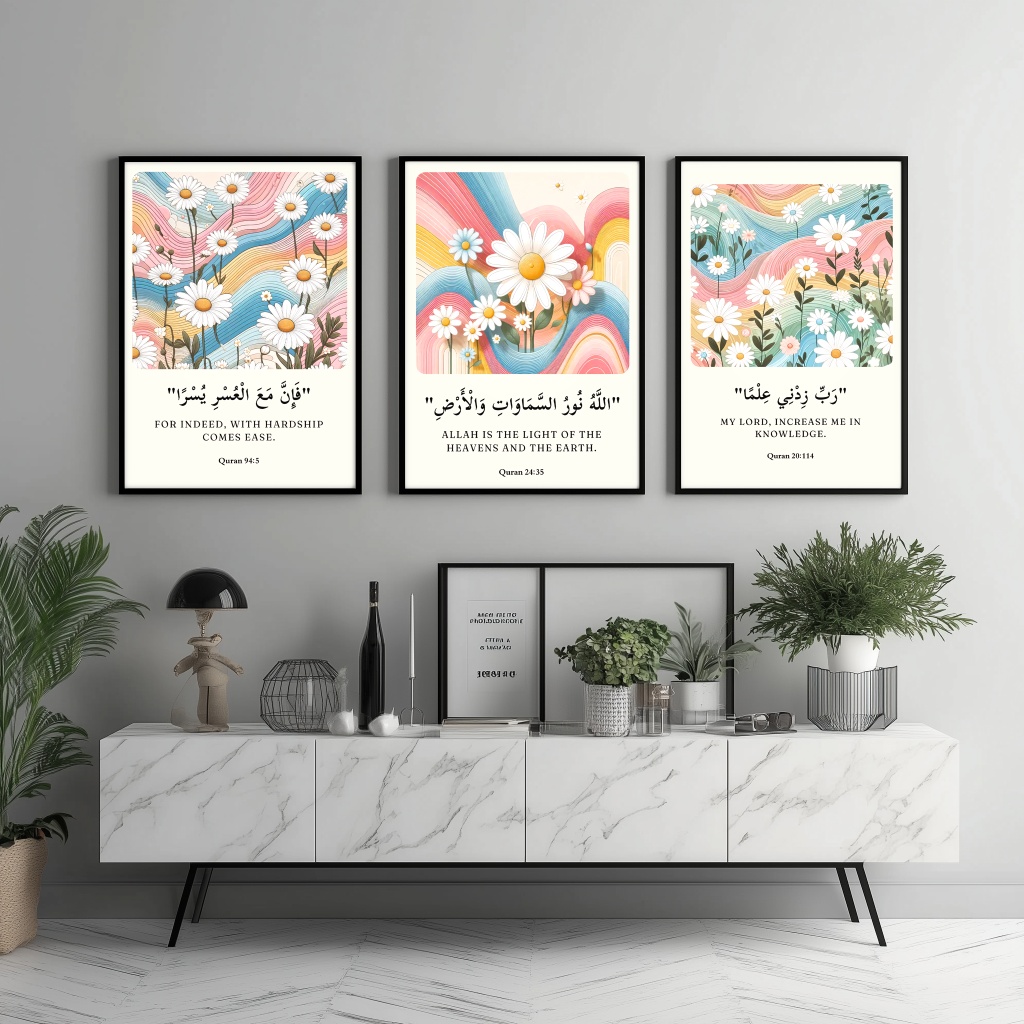 "فَإِنَّ مَعَ الْعُسْرِ يُسْرًا"
FOR INDEED, WITH HARDSHIP
COMES EASE.
Quran 94:5
"اللَّهُ نُورُ السَّمَاوَاتِ وَالْأَرْضِ"
ALLAH IS THE LIGHT OF THE
HEAVENS AND THE EARTH.
Quran 24:35
"رَبِّ زِدْنِي عِلْمًا"
MY LORD, INCREASE ME IN
KNOWLEDGE.
Quran 20:114